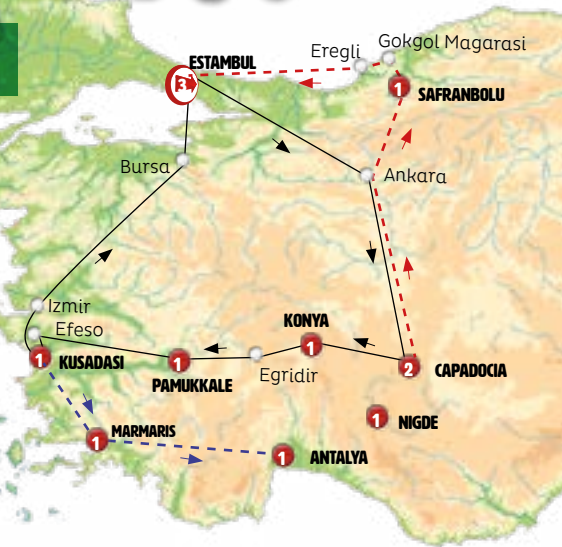 ESTAMBUL
Eregli
Gokgol Magarasi
3
1
SAFRANBOLU
Bursa
Ankara
Izmir
Efeso
KONYA
1
1
KUSADASI
1
PAMUKKALE
Egridir
2
CAPADOCIA
1
NIGDE
MARMARIS
1
1
ANTALYA